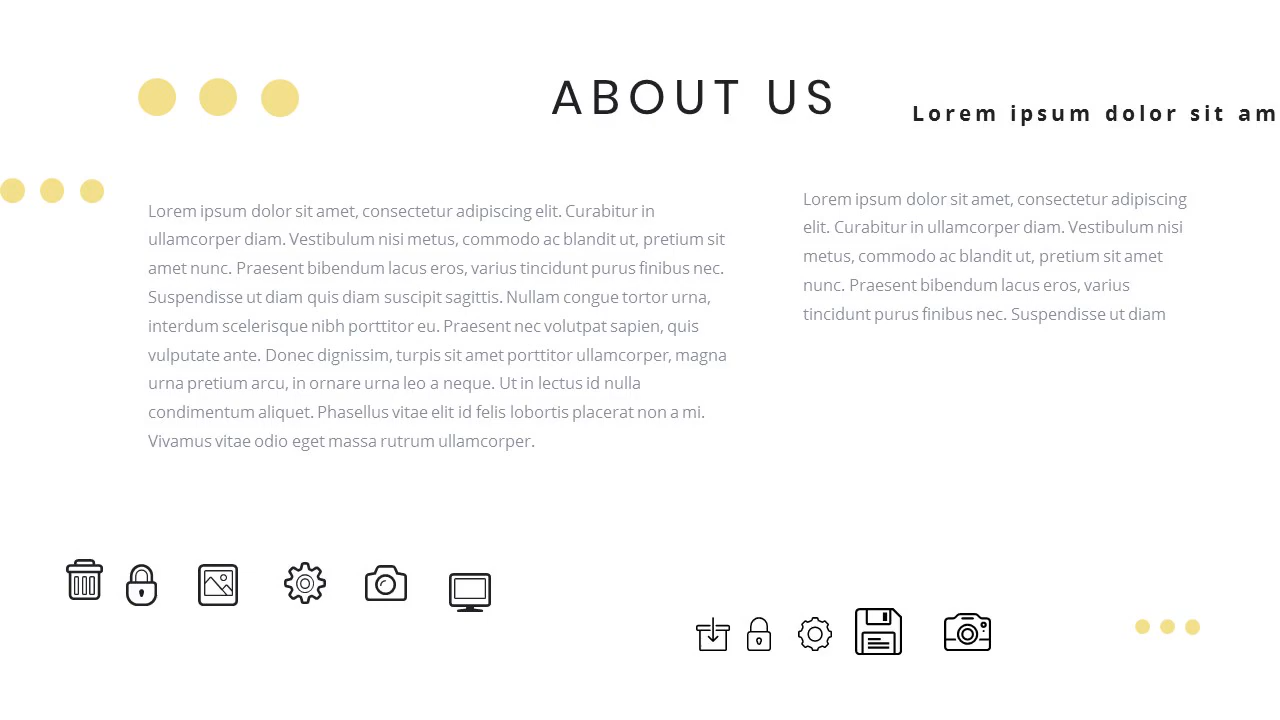 ABOUT US
Lorem ipsum dolor sit am
Lorem ipsum dolor sit amet, consectetur adipiscing elit. Curabitur in
ullamcorper diam. Vestibulum nisi metus, commodo ac blandit ut, pretium sit
amet nunc. Praesent bibendum lacus eros, varius tincidunt purus finibus nec.
Suspendisse ut diam quis diam suscipit sagittis. Nullam congue tortor urna,
interdum scelerisque nibh porttitor eu. Praesent nec volutpat sapien, quis
vulputate ante. Donec dignissim, turpis sit amet porttitor ullamcorper, magna
urna pretium arcu, in ornare urna leo a neque. Ut in lectus id nulla
condimentum aliquet. Phasellus vitae elit id felis lobortis placerat non a mi.
Vivamus vitae odio eget massa rutrum ullamcorper.
Lorem ipsum dolor sit amet, consectetur adipiscing
elit. Curabitur in ullamcorper diam. Vestibulum nisi
metus, commodo ac blandit ut, pretium sit amet
nunc. Praesent bibendum lacus eros, varius
tincidunt purus finibus nec. Suspendisse ut diam